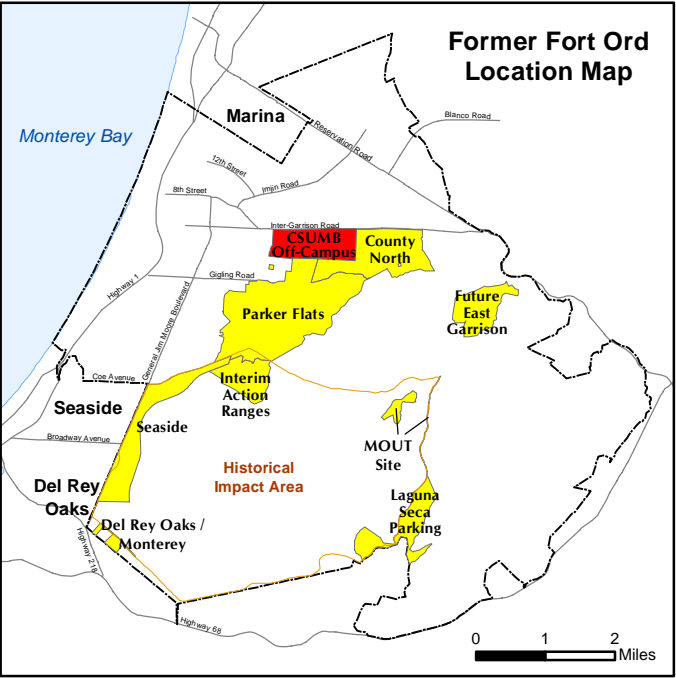 Former Fort Ord
Location Map
Marina
Monterey Bay
Blanco Road
Reservation Road
12th Street
Imjin Road
8th Street
Inter-Garrison Road
CSUMB
Off-Campus
County
North
Gigling Road
Highway 1
General Jim Moore Boulevard
Parker Flats
Future
East
Garrison
Coe Avenue
Interim
Action
Ranges
Seaside
Seaside
Broadway Avenue
MOUT
Site
Historical
Impact Area
Del Rey
Oaks
Laguna
Seca
Parking
Del Rey Oaks /
Monterey
Highway 218
Highway 68
0 1 2
Miles